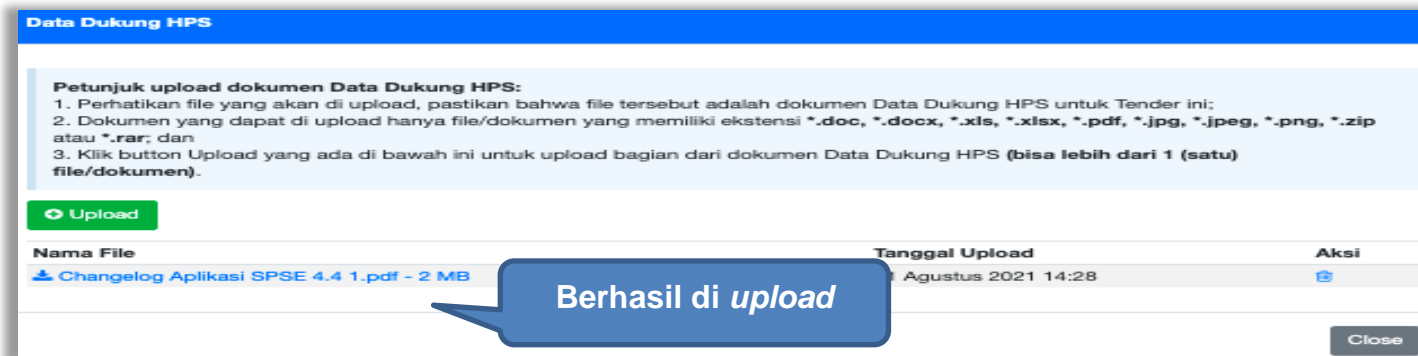 Data Dukung HPS
Petunjuk upload dokumen Data Dukung HPS:
1. Perhatikan file yang akan di upload, pastikan bahwa file tersebut adalah dokumen Data Dukung HPS untuk Tender ini;
2. Dokumen yang dapat di upload hanya file/dokumen yang memiliki ekstensi *.doc, *.docx, *.xls, *.xlsx, *.pdf, *.jpg, *.jpeg, *.png, *.zip
atau *.rar; dan
3. Klik button Upload yang ada di bawah ini untuk upload bagian dari dokumen Data Dukung HPS (bisa lebih dari 1 (satu)
file/dokumen).
Upload
Nama File Tanggal Upload Aksi
Changelog Aplikasi SPSE 4.4 1.pdf - 2 MB Agustus 2021 14:28
Berhasil di upload
Close